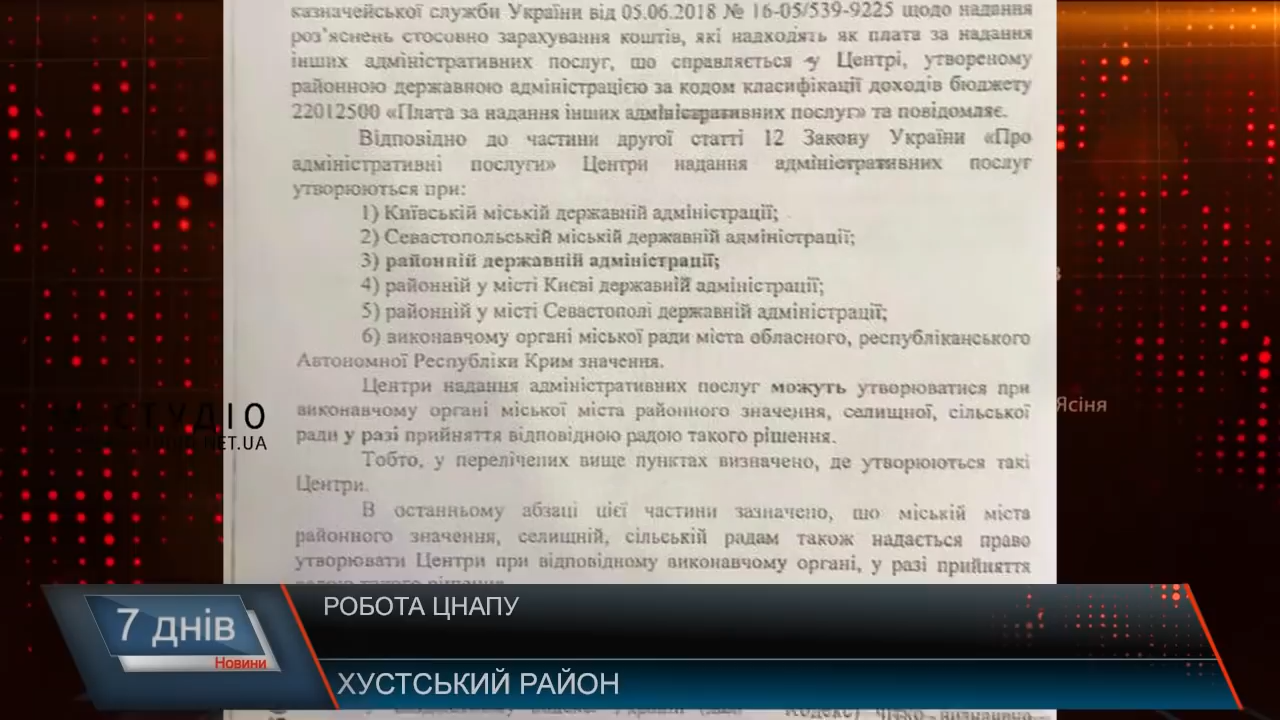 казначейської служби України від 05.06.2018 № 16-05/539-9225 щодо надання
роз’яснень стосовно зарахування коштів, які надходять як плата за надання
інших адміністративних послуг, що справляється у Центрі, утвореному
районною державною адміністрацією за кодом класифікації доходів бюджету
22012500 «Плата за надання інших адміністративних послуг» та повідомляє.
Відповідно до частини другої статті 12 Закону України «Про
адміністративні послуги» Центри надання адміністративних послуг
утворюються при:
1) Київській міській державній адміністрації;
2) Севастопольській міській державній адміністрації;
3) районній державній адміністрації;
4) районній у місті Києві державній адміністрації;
5) районній у місті Севастополі державній адміністрації;
6) виконавчому органі міської ради міста обласного, республіканського
Автономної Республіки Крим значення.
Центри надання адміністративних послуг можуть утворюватися при
виконавчому органі міської міста районного значення, селищної, сільської
ради у разі прийняття відповідною радою такого рішення.
Тобто, у перелічених вище пунктах визначено, де утворюються такі
Центри.
В останньому абзаці цієї частини зазначено, що міській міста
районного значення, селищній, сільській радам також надається право
утворювати Центри при відповідному виконавчому органі, у разі прийняття
СТУДІО
.NET.UA
Ясіня
7 днів
Новини
РОБОТА ЦНАПУ
ХУСТСЬКИЙ РАЙОН